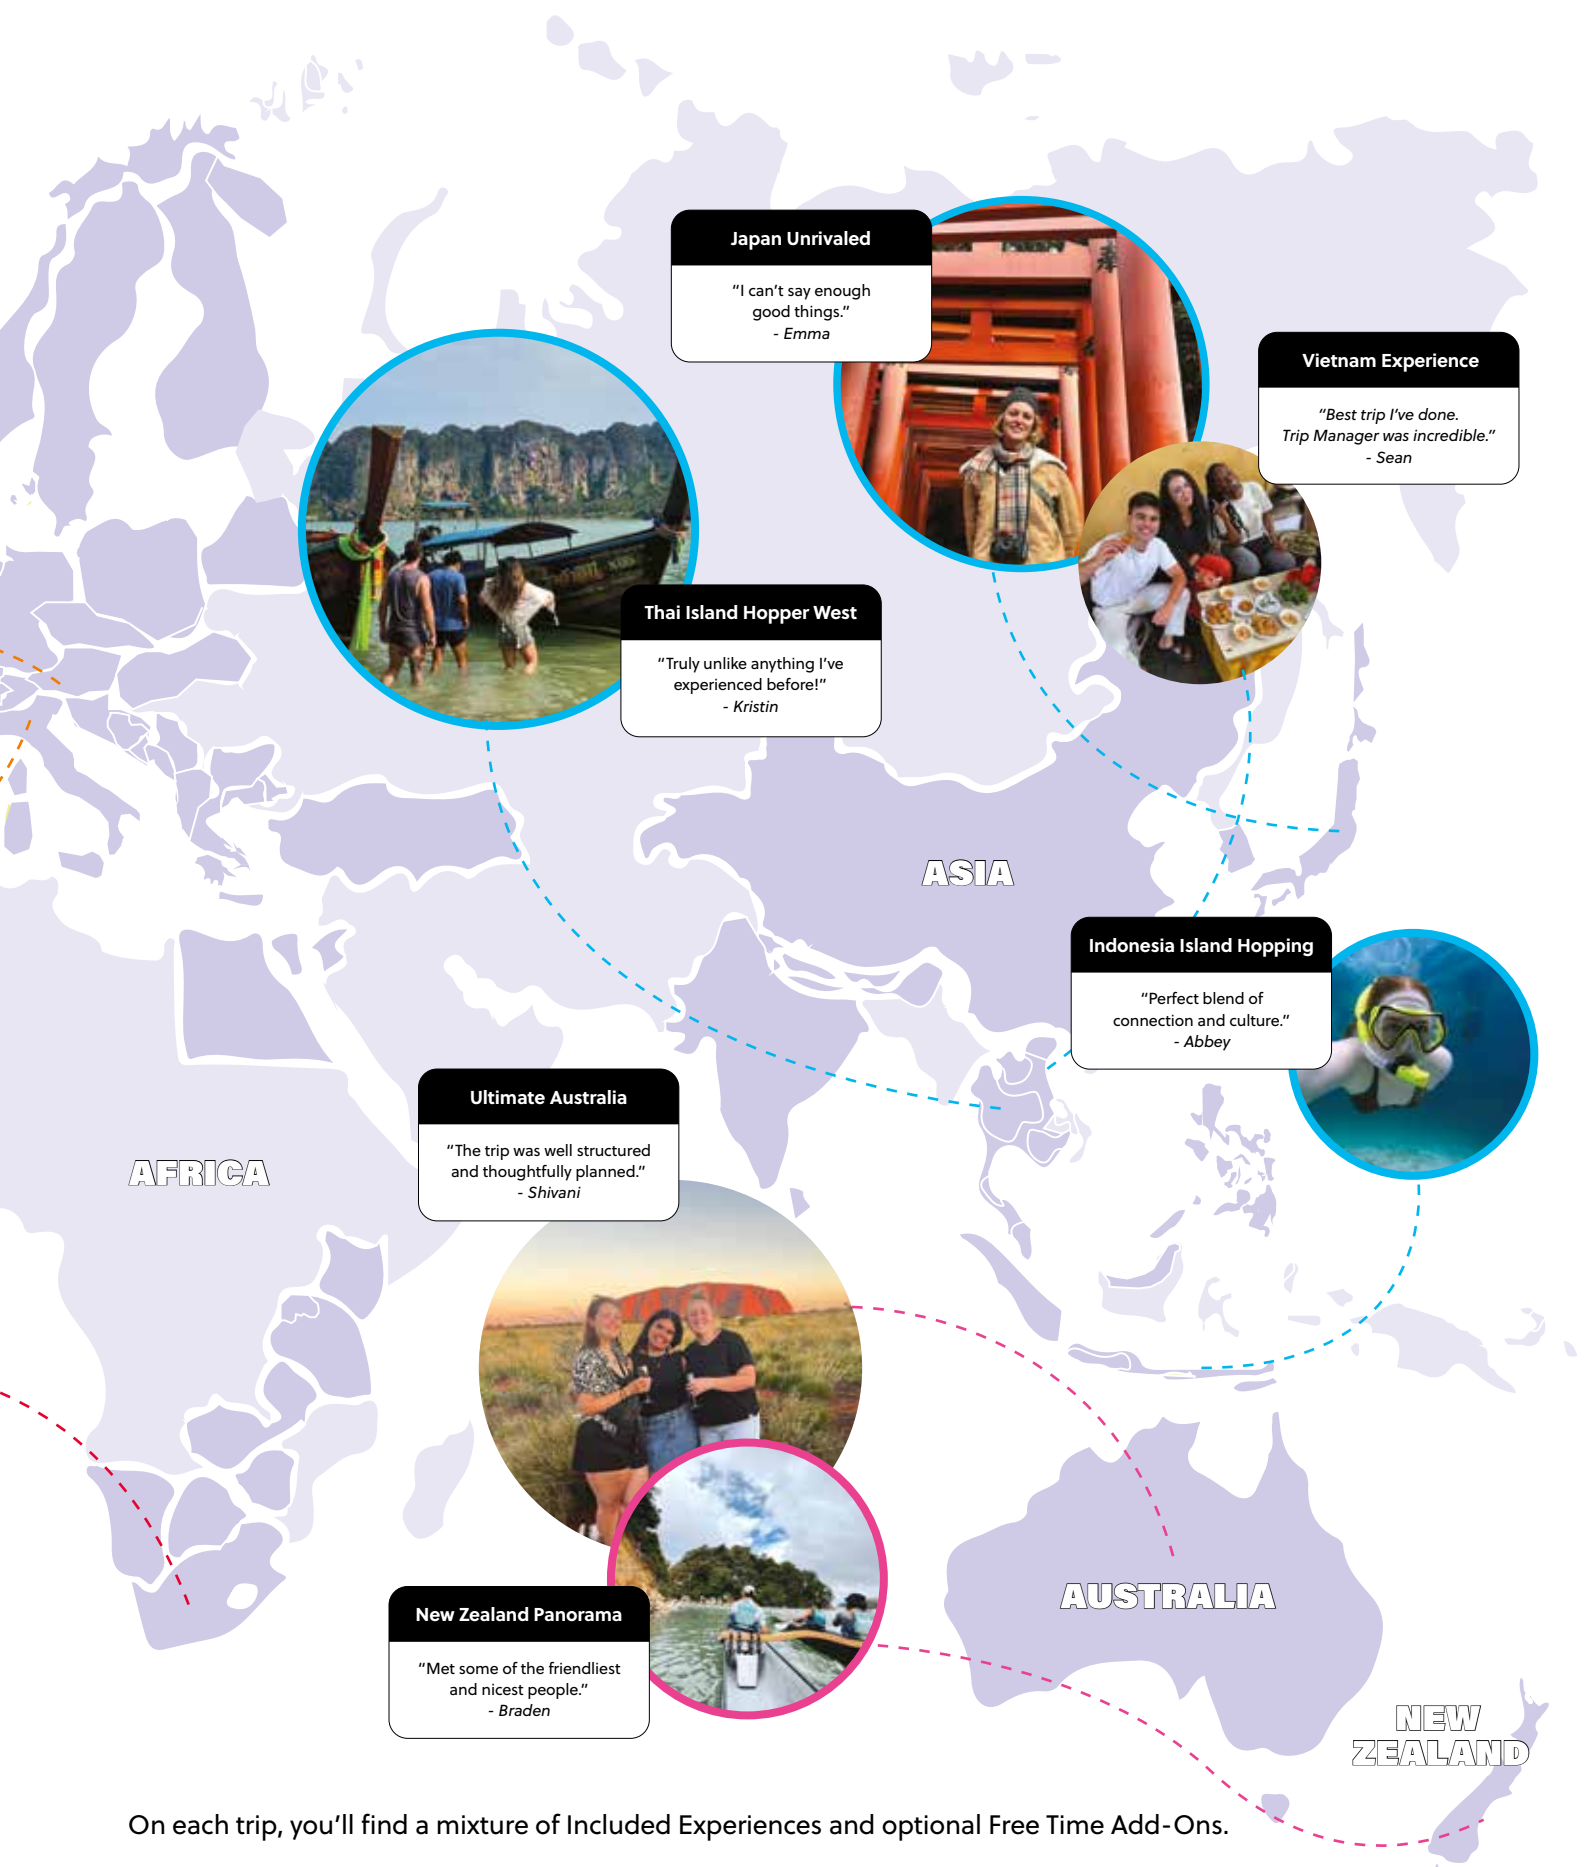 Japan Unrivaled
“I can’t say enough
good things.”
- Emma
Vietnam Experience
“Best trip I’ve done.
Trip Manager was incredible.”
- Sean
Thai Island Hopper West
“Truly unlike anything I’ve
experienced before!”
- Kristin
ASIA
Indonesia Island Hopping
“Perfect blend of
connection and culture.”
- Abbey
Ultimate Australia
“The trip was well structured
and thoughtfully planned.”
- Shivani
AFRICA
AUSTRALIA
New Zealand Panorama
“Met some of the friendliest
and nicest people.”
- Braden
NEW
ZEALAND
On each trip, you’ll find a mixture of Included Experiences and optional Free Time Add-Ons.